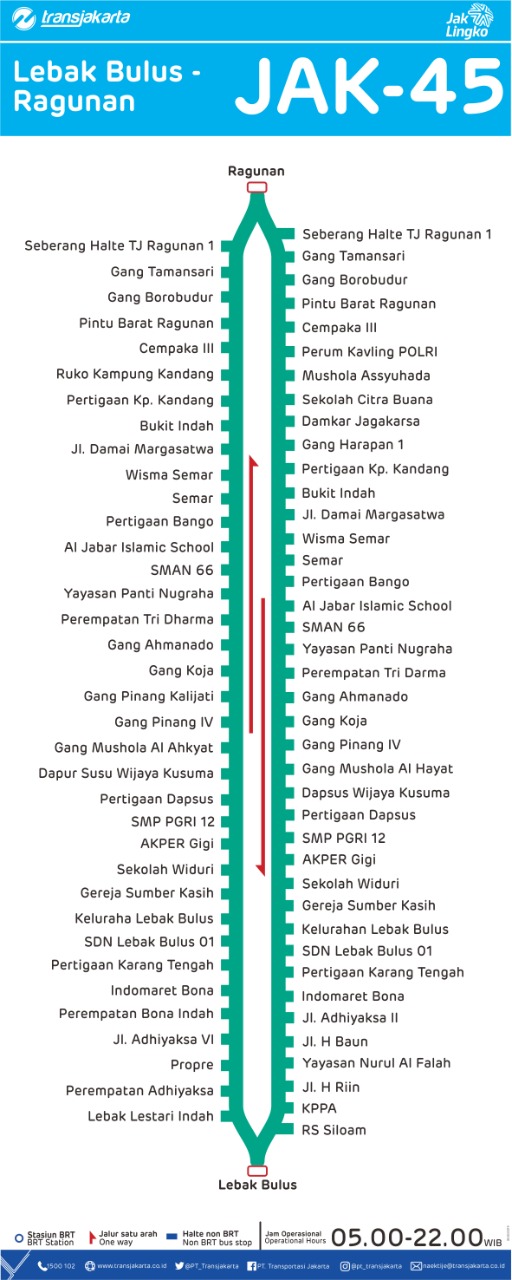 transjakarta
Jak
Lingko
Lebak Bulus -
Ragunan
JAK-45
Ragunan
Seberang Halte TJ Ragunan 1
Gang Tamansari
Gang Borobudur
Pintu Barat Ragunan
Cempaka III
Ruko Kampung Kandang
Pertigaan Kp. Kandang
Bukit Indah
Jl. Damai Margasatwa
Wisma Semar
Semar
Pertigaan Bango
Al Jabar Islamic School
SMAN 66
Yayasan Panti Nugraha
Perempatan Tri Dharma
Gang Ahmanado
Gang Koja
Gang Pinang Kalijati
Gang Pinang IV
Gang Mushola Al Ahkyat
Dapur Susu Wijaya Kusuma
Pertigaan Dapsus
SMP PGRI 12
AKPER Gigi
Sekolah Widuri
Gereja Sumber Kasih
Keluraha Lebak Bulus
SDN Lebak Bulus 01
Pertigaan Karang Tengah
Indomaret Bona
Perempatan Bona Indah
Jl. Adhiyaksa VI
Propre
Perempatan Adhiyaksa
Lebak Lestari Indah
Seberang Halte TJ Ragunan 1
Gang Tamansari
Gang Borobudur
Pintu Barat Ragunan
Cempaka III
Perum Kavling POLRI
Mushola Assyuhada
Sekolah Citra Buana
Damkar Jagakarsa
Gang Harapan 1
Pertigaan Kp. Kandang
Bukit Indah
Jl. Damai Margasatwa
Wisma Semar
Semar
Pertigaan Bango
Al Jabar Islamic School
SMAN 66
Yayasan Panti Nugraha
Perempatan Tri Darma
Gang Ahmanado
Gang Koja
Gang Pinang IV
Gang Mushola Al Hayat
Dapsus Wijaya Kusuma
Pertigaan Dapsus
SMP PGRI 12
AKPER Gigi
Sekolah Widuri
Gereja Sumber Kasih
Kelurahan Lebak Bulus
SDN Lebak Bulus 01
Pertigaan Karang Tengah
Indomaret Bona
Jl. Adhiyaksa II
Jl. H Baun
Yayasan Nurul Al Falah
Jl. H Riin
KPPA
RS Siloam
Lebak Bulus
Stasiun BRT
BRT Station
Jalur satu arah
One way
Halte non BRT
Non BRT bus stop
Jam Operasional
Operational Hours
05.00-22.00 WIB
1500 102
www.transjakarta.co.id
@PT_Transjakarta
PT. Transportasi Jakarta
@pt_transjakarta
naektije@transjakarta.co.id